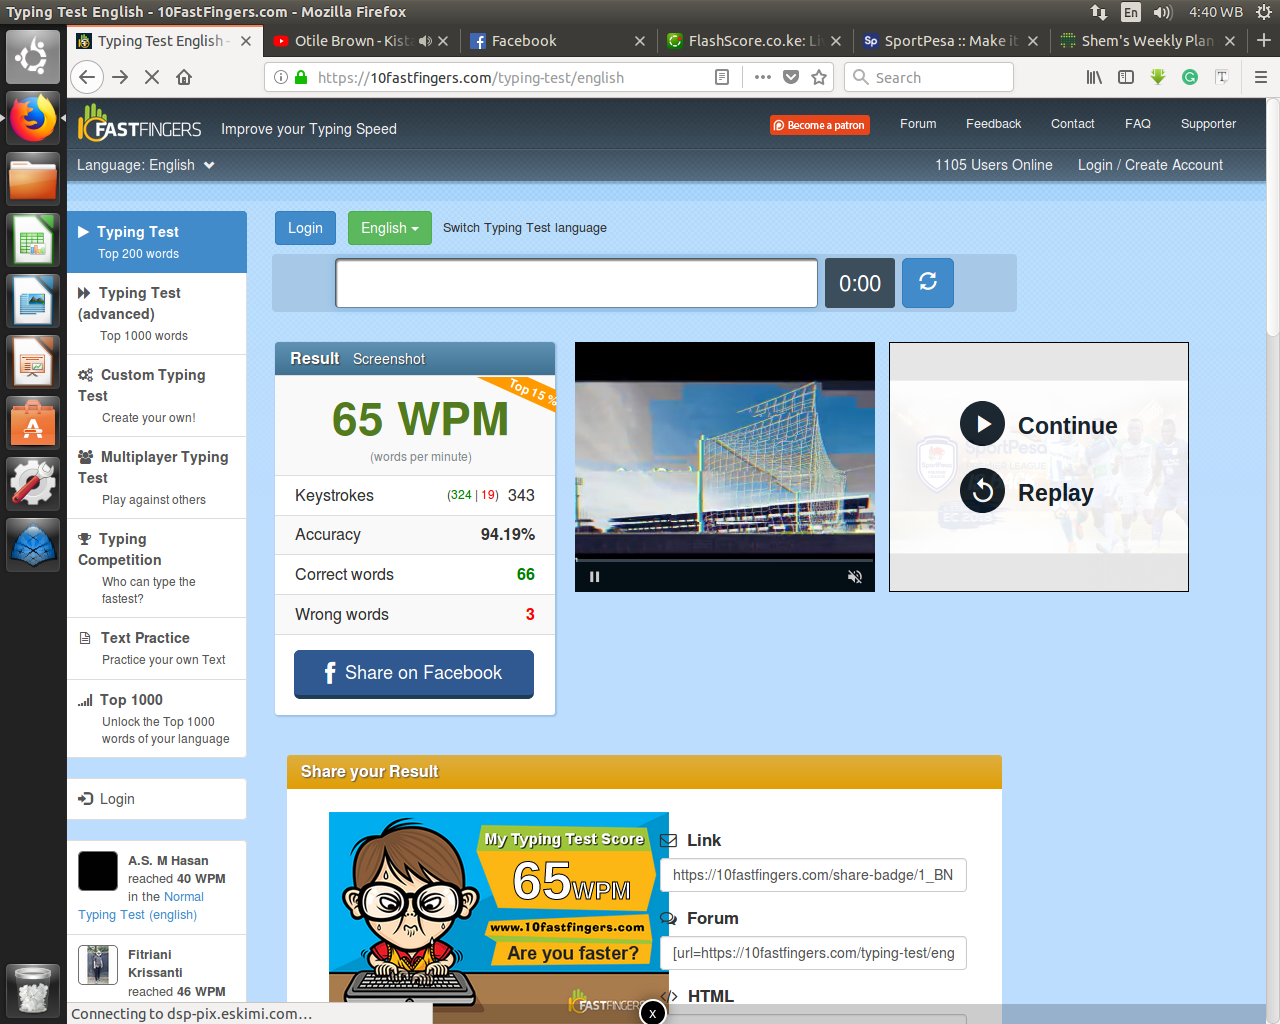 Typing Test English - 10FastFingers.com - Mozilla Firefox
En
4:40 WB
Typing Test English -
Otile Brown - Kist
Facebook
FlashScore.co.ke: Li
SportPesa :: Make it
Shem's Weekly Plan
https://10fastfingers.com/typing-test/english
Search
FASTFINGERS
Improve your Typing Speed
Become a patron
Forum
Feedback
Contact
FAQ
Supporter
Language: English
1105 Users Online
Login / Create Account
Typing Test
Top 200 words
Typing Test
(advanced)
Top 1000 words
Custom Typing
Test
Create your own!
Multiplayer Typing
Test
Play against others
Typing
Competition
Who can type the
fastest?
Text Practice
Practice your own Text
Top 1000
Unlock the Top 1000
words of your language
Login
A.S. M Hasan
reached 40 WPM
in the Normal
Typing Test (english)
Fitriani
Krissanti
reached 46 WPM
Login
English
Switch Typing Test language
0:00
Result
Screenshot
Top 15 %
65 WPM
(words per minute)
Keystrokes
(324 | 19) 343
Accuracy
94.19%
Correct words
66
Wrong words
3
Share on Facebook
SportPesa
Continue
Replay
Share your Result
My Typing Test Score
65 WPM
www.10fastfingers.com
Are you faster?
FASTFINGERS
Link
https://10fastfingers.com/share-badge/1_BN
Forum
[url=https://10fastfingers.com/typing-test/eng
HTML
x
Connecting to dsp-pix.eskimi.com…